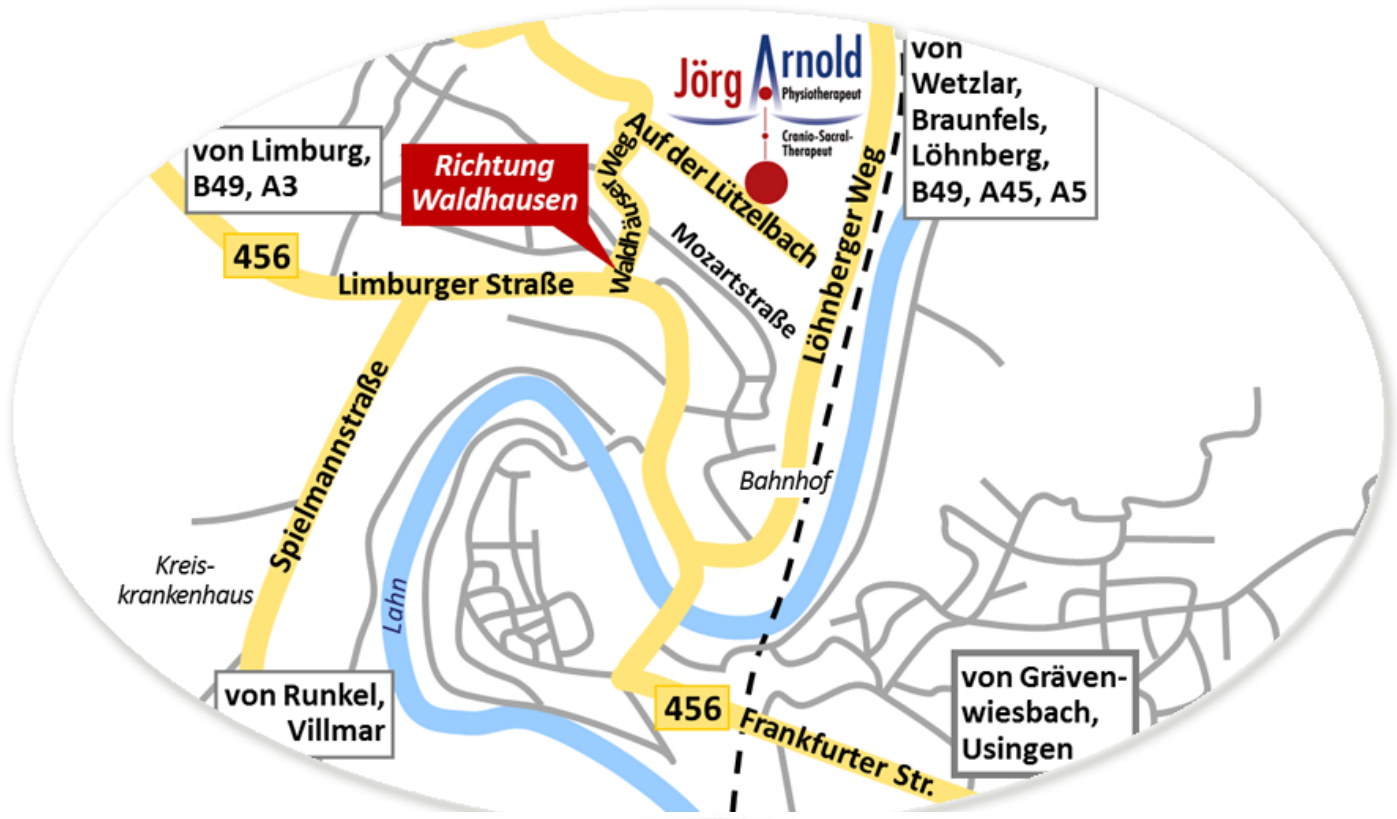 Jörg Arnold
Physiotherapeut
Cranio-Sacral-
Therapeut
von
Wetzlar,
Braunfels,
Löhnberg,
B49, A45, A5
von Limburg,
B49, A3
Richtung
Waldhausen
Waldhäuser Weg
Auf der Lützelbach
Mozartstraße
Löhnberger Weg
456
Limburger Straße
Spielmannstraße
Bahnhof
Kreis-
krankenhaus
Lahn
von Runkel,
Villmar
456
Frankfurter Str.
von Gräven-
wiesbach,
Usingen